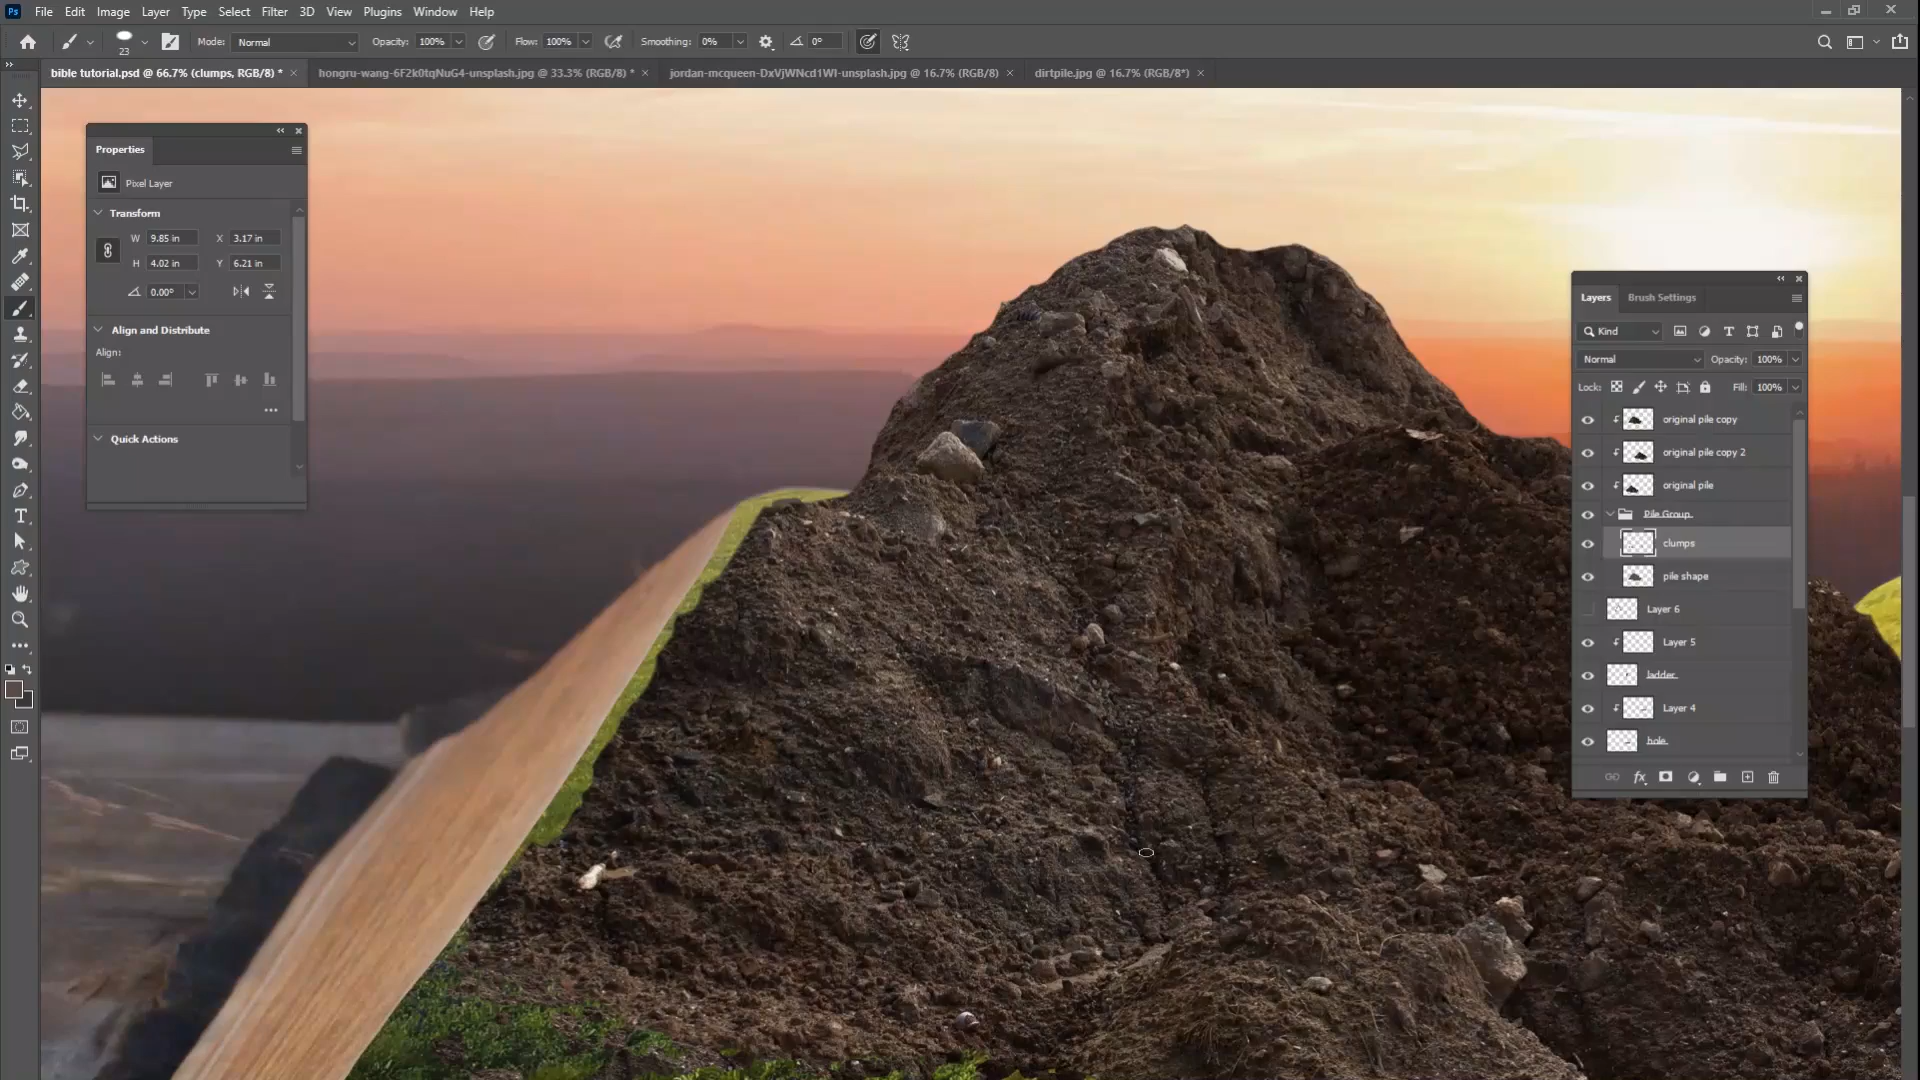 Ps File Edit Image Layer Type Select Filter 3D View Plugins Window Help
23 Mode: Normal Opacity: 100% Flow: 100% Smoothing: 0% 0°
bible tutorial.psd @ 66.7% (clumps, RGB/8) * hongru-wang-6F2k0tqNuG4-unsplash.jpg @ 33.3% (RGB/8) * jordan-mcqueen-DxVjWNcd1WI-unsplash.jpg @ 16.7% (RGB/8) dirtpile.jpg @ 16.7% (RGB/8*)
Properties
Pixel Layer
Transform
W 9.85 in X 3.17 in
H 4.02 in Y 6.21 in
0.00°
Align and Distribute
Align:
Quick Actions
Layers Brush Settings
Kind
Normal Opacity: 100%
Lock: Fill: 100%
original pile copy
original pile copy 2
original pile
Pile Group
clumps
pile shape
Layer 6
Layer 5
ladder
Layer 4
hole
fx